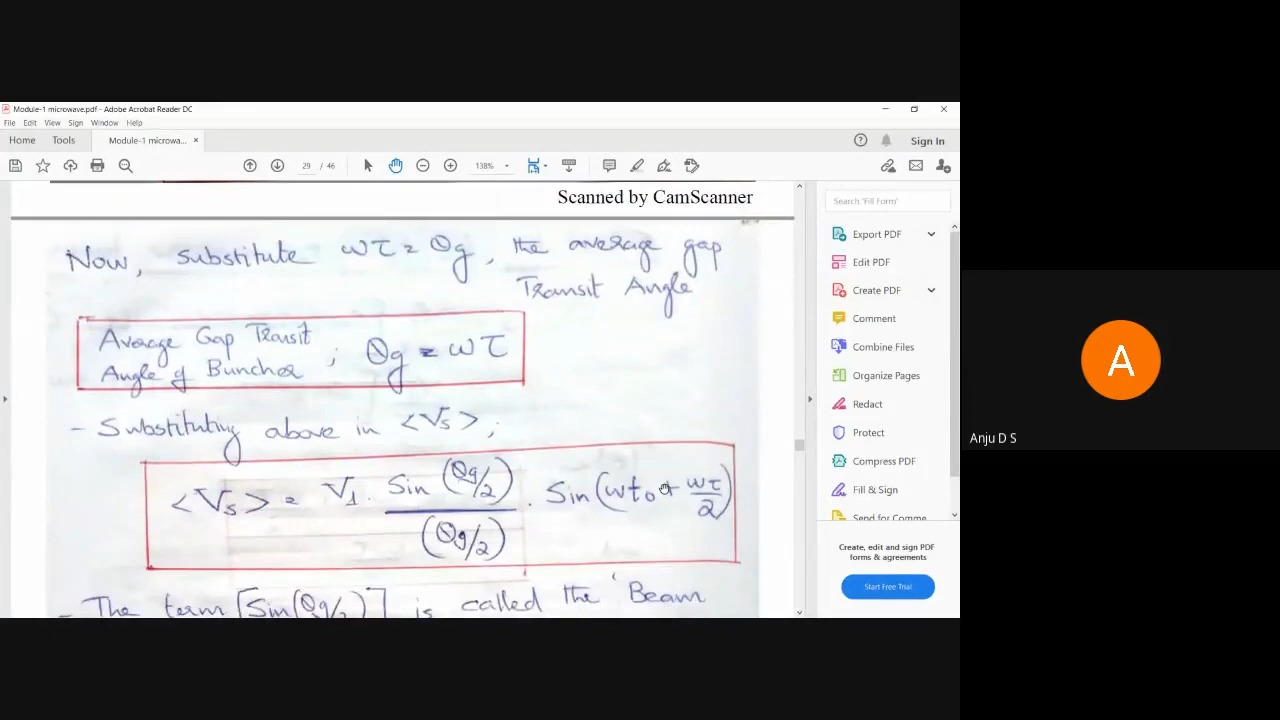 Module-1 microwave.pdf - Adobe Acrobat Reader DC
File Edit View Sign Window Help
Home Tools Module-1 microwa... × Sign In
29 / 46 138%
Scanned by CamScanner
Now, substitute ωτ = θg, the average gap
Transit Angle
Average Gap Transit
Angle of Buncher ; θg = ωτ
- Substituting above in <Vs>;
<Vs> = V1 . Sin (θg/2) / (θg/2) . Sin (ωt0 + ωτ/2)
- The term [Sin(θg/2)] is called the 'Beam
Search 'Fill Form'
Export PDF
Edit PDF
Create PDF
Comment
Combine Files
Organize Pages
Redact
Protect
Compress PDF
Fill & Sign
Send for Comme
Create, edit and sign PDF
forms & agreements
Start Free Trial
A
Anju D S